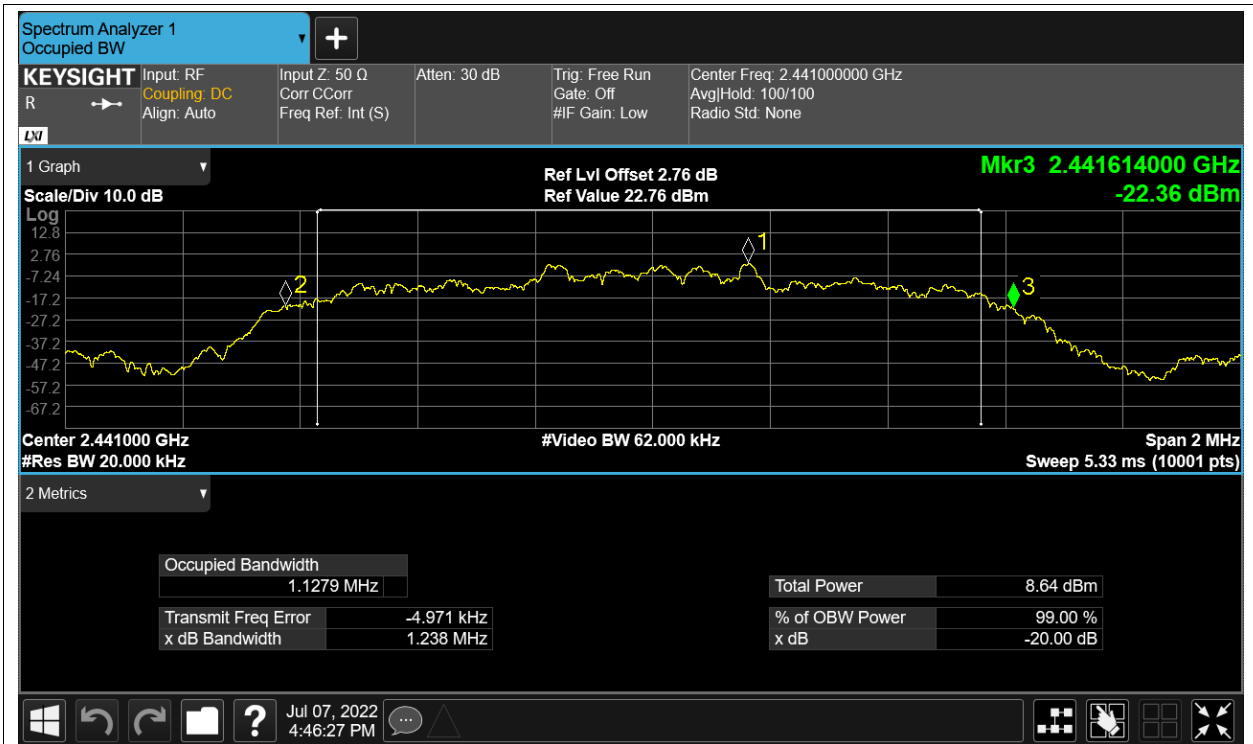 Spectrum Analyzer 1
Occupied BW
KEYSIGHT
R
LXI
Input: RF
Coupling: DC
Align: Auto
Input Z: 50 Ω
Corr CCorr
Freq Ref: Int (S)
Atten: 30 dB
Trig: Free Run
Gate: Off
#IF Gain: Low
Center Freq: 2.441000000 GHz
Avg|Hold: 100/100
Radio Std: None
1 Graph
Scale/Div 10.0 dB
Ref Lvl Offset 2.76 dB
Ref Value 22.76 dBm
Mkr3 2.441614000 GHz
-22.36 dBm
Log
12.8
2.76
-7.24
-17.2
-27.2
-37.2
-47.2
-57.2
-67.2
1
2
3
Center 2.441000 GHz
#Res BW 20.000 kHz
#Video BW 62.000 kHz
Span 2 MHz
Sweep 5.33 ms (10001 pts)
2 Metrics
Occupied Bandwidth
1.1279 MHz
Transmit Freq Error -4.971 kHz
x dB Bandwidth 1.238 MHz
Total Power 8.64 dBm
% of OBW Power 99.00 %
x dB -20.00 dB
?
Jul 07, 2022
4:46:27 PM